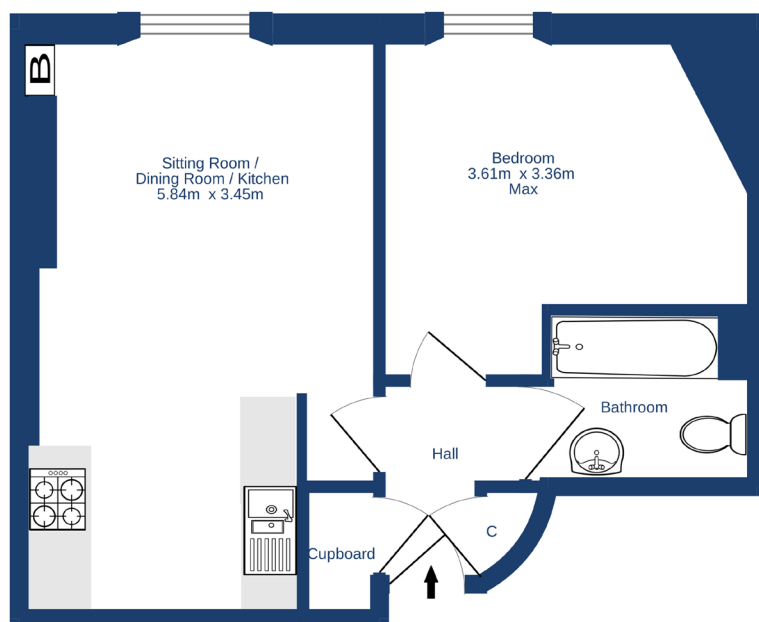 B
Sitting Room /
Dining Room / Kitchen
5.84m x 3.45m
Bedroom
3.61m x 3.36m
Max
Bathroom
Hall
C
Cupboard